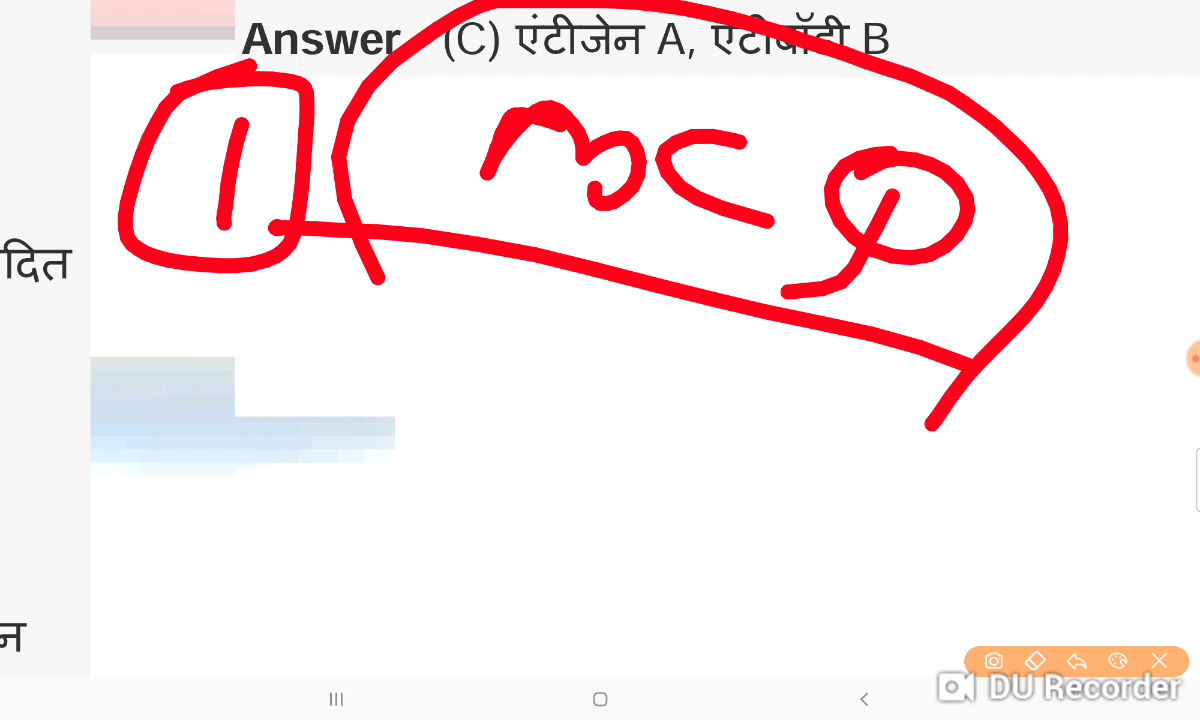 Answer (C) एंटीजेन A, एंटीबॉडी B
1 MCQ
दित
न
DU Recorder